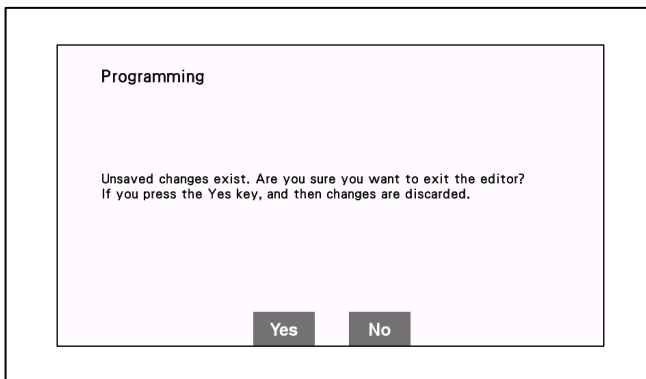 Programming
Unsaved changes exist. Are you sure you want to exit the editor?
If you press the Yes key, and then changes are discarded.
Yes No